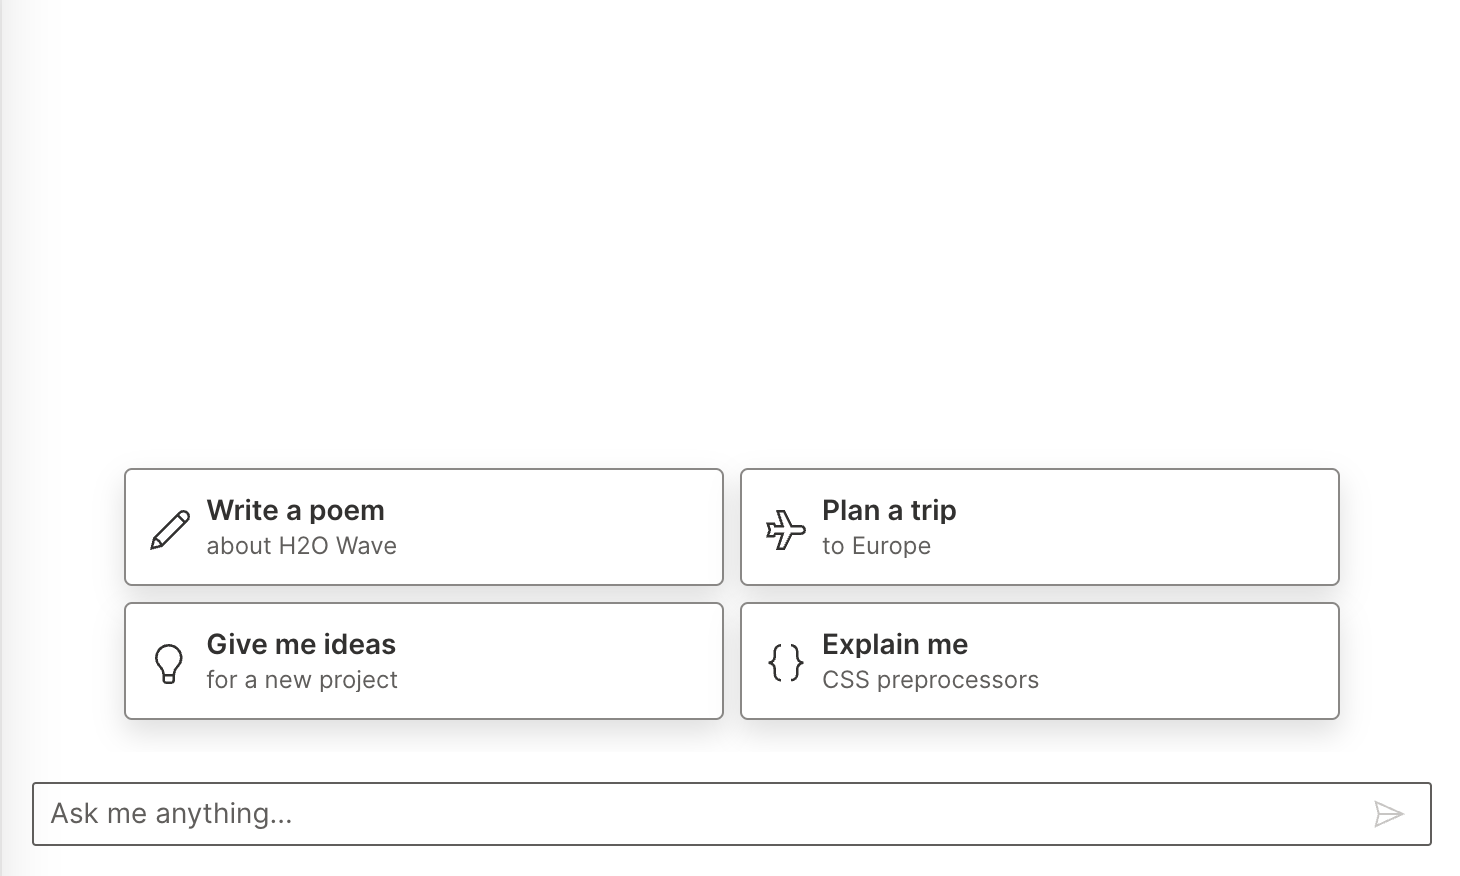 Write a poem
about H2O Wave
Plan a trip
to Europe
Give me ideas
for a new project
Explain me
CSS preprocessors
Ask me anything...